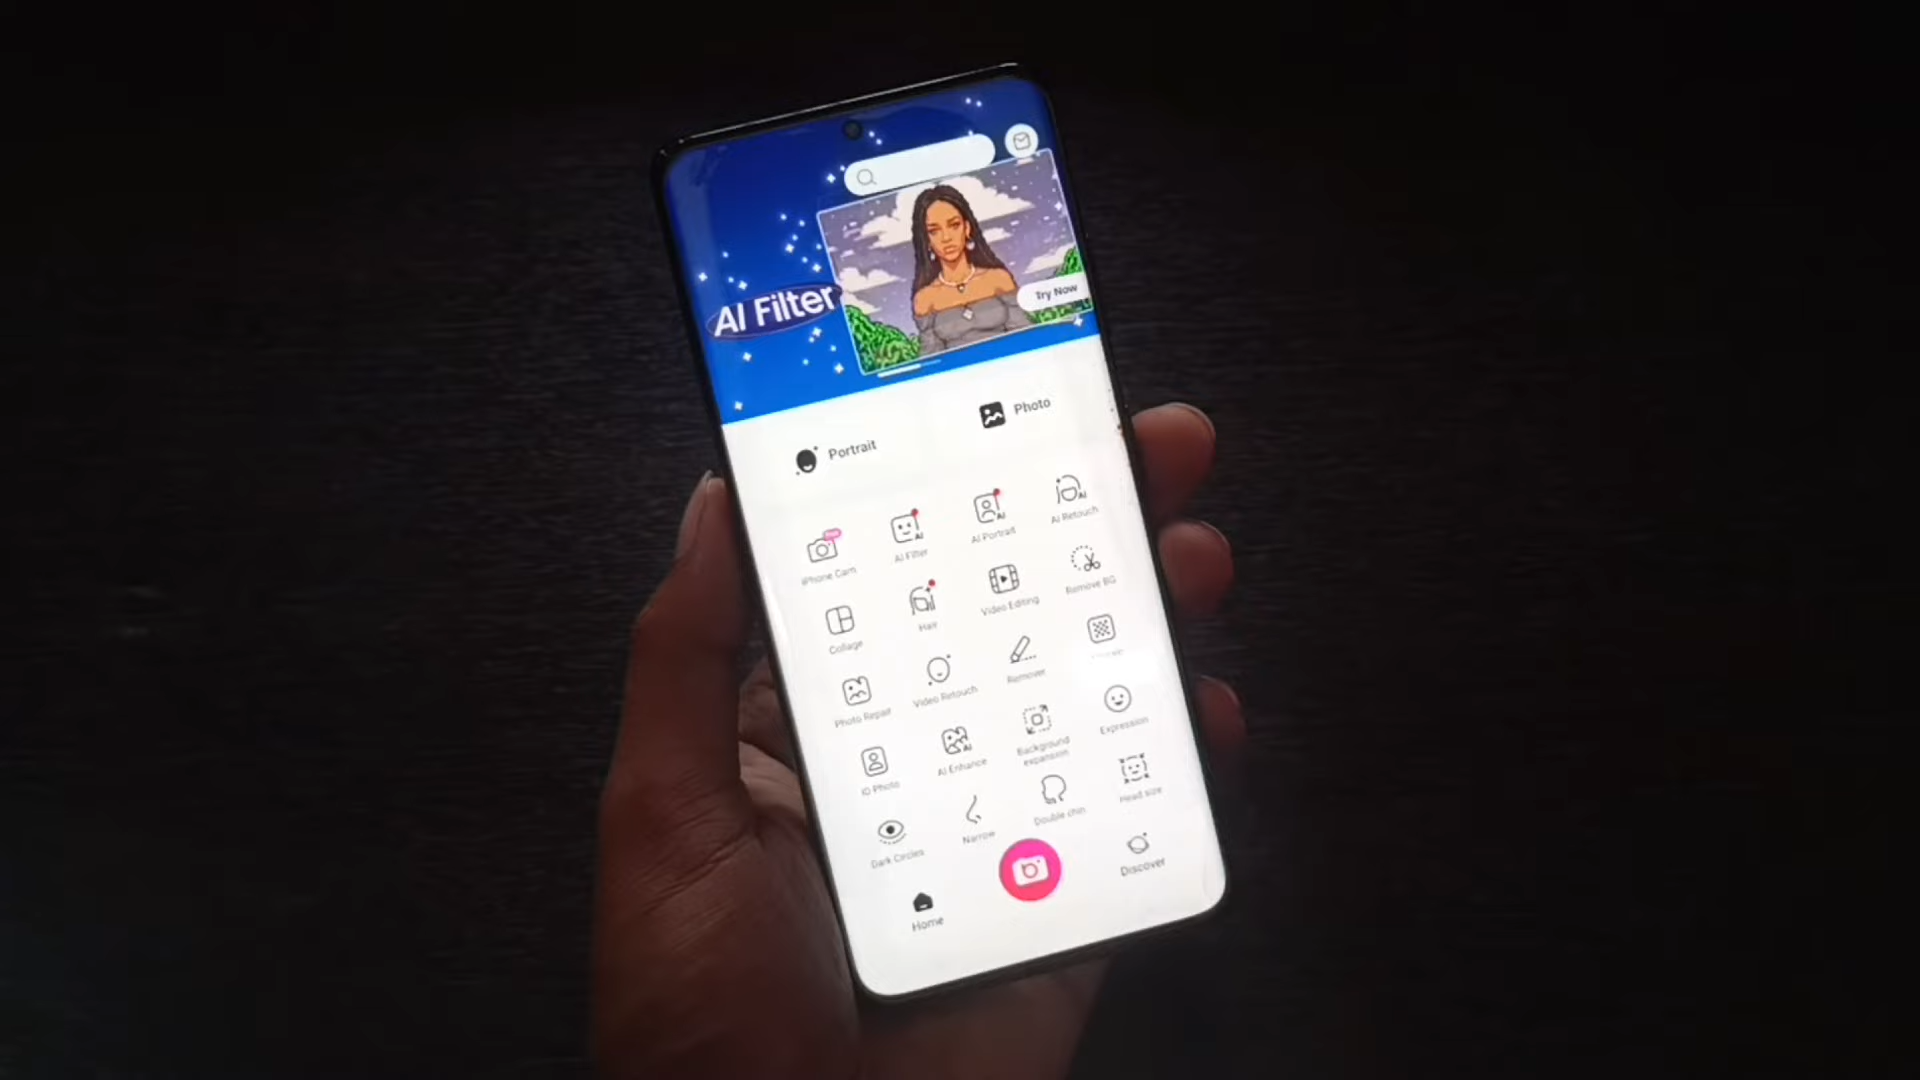 AI Filter
Try Now
Portrait
Photo
iPhone Cam
AI Filter
AI Portrait
AI Retouch
Collage
Hair
Video Editing
Remove BG
Photo Repair
Video Retouch
Remover
ID Photo
AI Enhance
Background
expansion
Expression
Dark Circles
Narrow
Double chin
Head size
Home
Discover